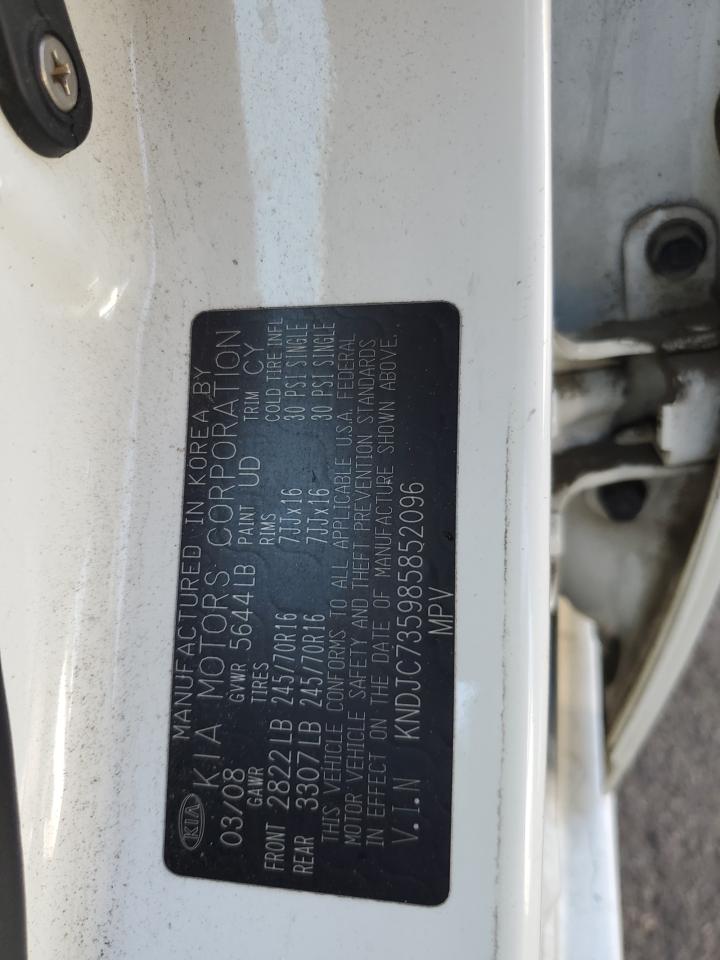 MANUFACTURED IN KOREA BY
KIA KIA MOTORS CORPORATION
03/08 GVWR 5644LB PAINT UD TRIM CY
GAWR TIRES RIMS COLD TIRE INFL
FRONT 2822LB 245/70R16 7JJx16 30 PSI SINGLE
REAR 3307LB 245/70R16 7JJx16 30 PSI SINGLE
THIS VEHICLE CONFORMS TO ALL APPLICABLE U.S.A. FEDERAL
MOTOR VEHICLE SAFETY AND THEFT PREVENTION STANDARDS
IN EFFECT ON THE DATE OF MANUFACTURE SHOWN ABOVE.
V.I.N KNDJC735985852096
MPV